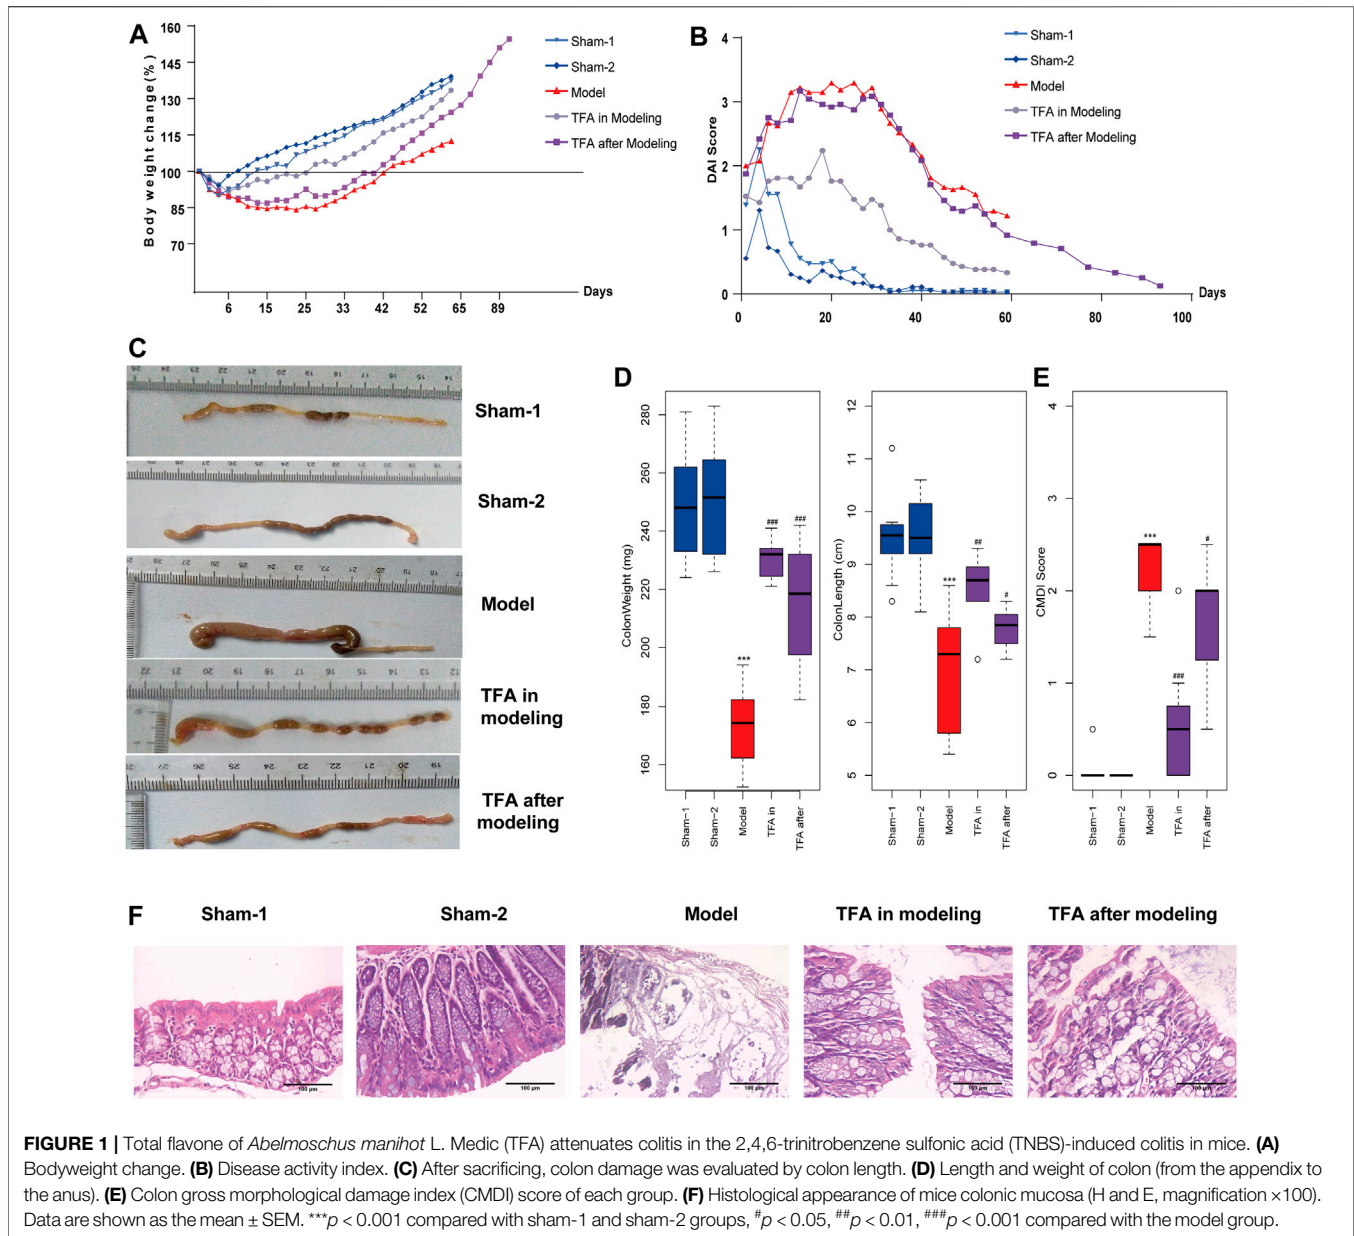 A
160
145
130
115
100
85
70
Body weight change(%)
6 15 25 33 42 52 65 89
Days
Sham-1
Sham-2
Model
TFA in Modeling
TFA after Modeling
B
4
3
2
1
0
DAI Score
0 20 40 60 80 100
Days
Sham-1
Sham-2
Model
TFA in Modeling
TFA after Modeling
C
Sham-1
Sham-2
Model
TFA in
modeling
TFA after
modeling
D
280
260
240
220
200
180
160
ColonWeight (mg)
***
###
###
Sham-1
Sham-2
Model
TFA in
TFA after
12
11
10
9
8
7
6
5
ColonLength (cm)
***
##
#
Sham-1
Sham-2
Model
TFA in
TFA after
E
4
3
2
1
0
CMDI Score
***
###
#
Sham-1
Sham-2
Model
TFA in
TFA after
F
Sham-1 Sham-2 Model TFA in modeling TFA after modeling
100 μm 100 μm 100 μm 100 μm 100 μm
FIGURE 1 | Total flavone of Abelmoschus manihot L. Medic (TFA) attenuates colitis in the 2,4,6-trinitrobenzene sulfonic acid (TNBS)-induced colitis in mice. (A)
Bodyweight change. (B) Disease activity index. (C) After sacrificing, colon damage was evaluated by colon length. (D) Length and weight of colon (from the appendix to
the anus). (E) Colon gross morphological damage index (CMDI) score of each group. (F) Histological appearance of mice colonic mucosa (H and E, magnification ×100).
Data are shown as the mean ± SEM. ***p < 0.001 compared with sham-1 and sham-2 groups, #p < 0.05, ##p < 0.01, ###p < 0.001 compared with the model group.